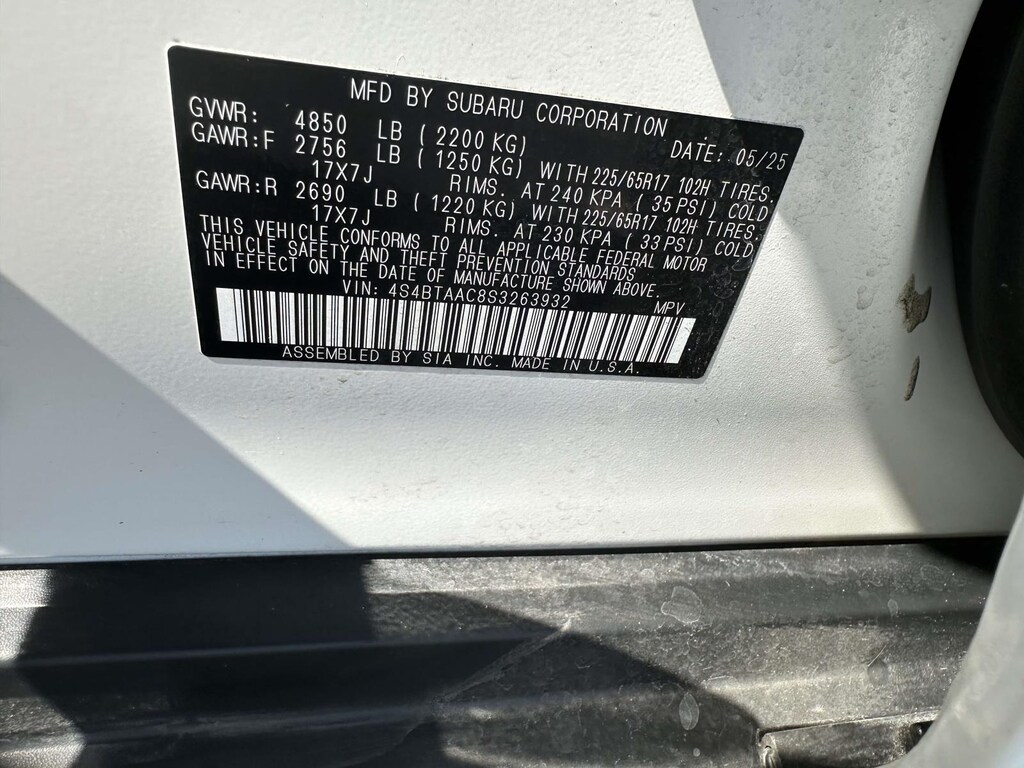 MFD BY SUBARU CORPORATION
GVWR: 4850 LB (2200 KG) DATE: 05/25
GAWR:F 2756 LB (1250 KG) WITH 225/65R17 102H TIRES.
17X7J RIMS. AT 240 KPA (35 PSI) COLD
GAWR:R 2690 LB (1220 KG) WITH 225/65R17 102H TIRES.
17X7J RIMS. AT 230 KPA (33 PSI) COLD
THIS VEHICLE CONFORMS TO ALL APPLICABLE FEDERAL MOTOR
VEHICLE SAFETY AND THEFT PREVENTION STANDARDS
IN EFFECT ON THE DATE OF MANUFACTURE SHOWN ABOVE.
VIN: 4S4BTAAC8S3263932 MPV
ASSEMBLED BY SIA INC. MADE IN U.S.A.